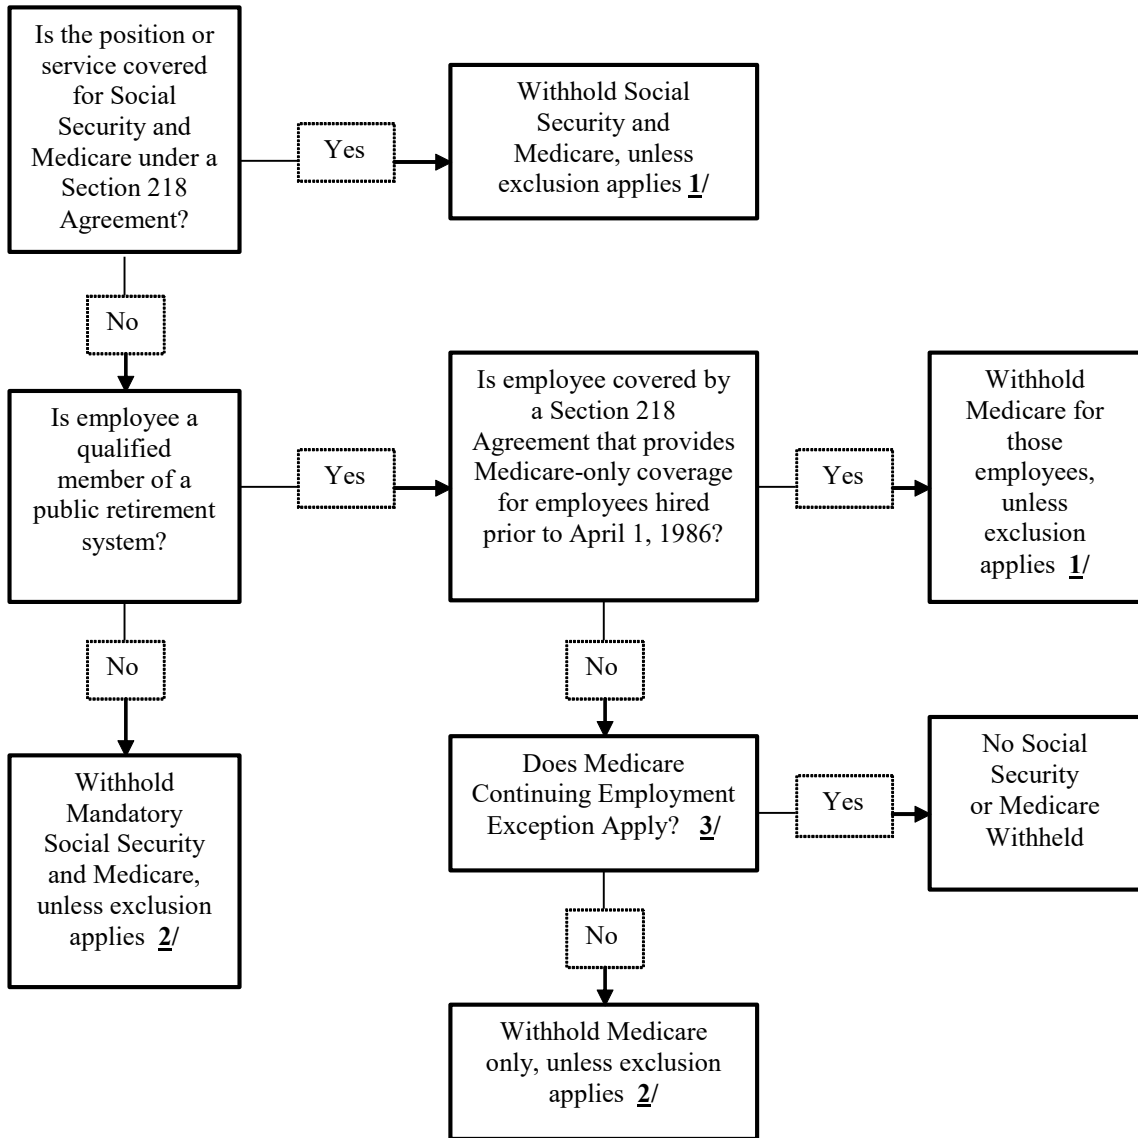 Is the position or
service covered
for Social
Security and
Medicare under a
Section 218
Agreement?
Yes
Withhold Social
Security and
Medicare, unless
exclusion applies 1/
No
Is employee a
qualified
member of a
public retirement
system?
Yes
Is employee covered by
a Section 218
Agreement that provides
Medicare-only coverage
for employees hired
prior to April 1, 1986?
Yes
Withhold
Medicare for
those
employees,
unless
exclusion
applies 1/
No
Withhold
Mandatory
Social Security
and Medicare,
unless exclusion
applies 2/
No
Does Medicare
Continuing Employment
Exception Apply? 3/
Yes
No Social
Security
or Medicare
Withheld
No
Withhold Medicare
only, unless exclusion
applies 2/